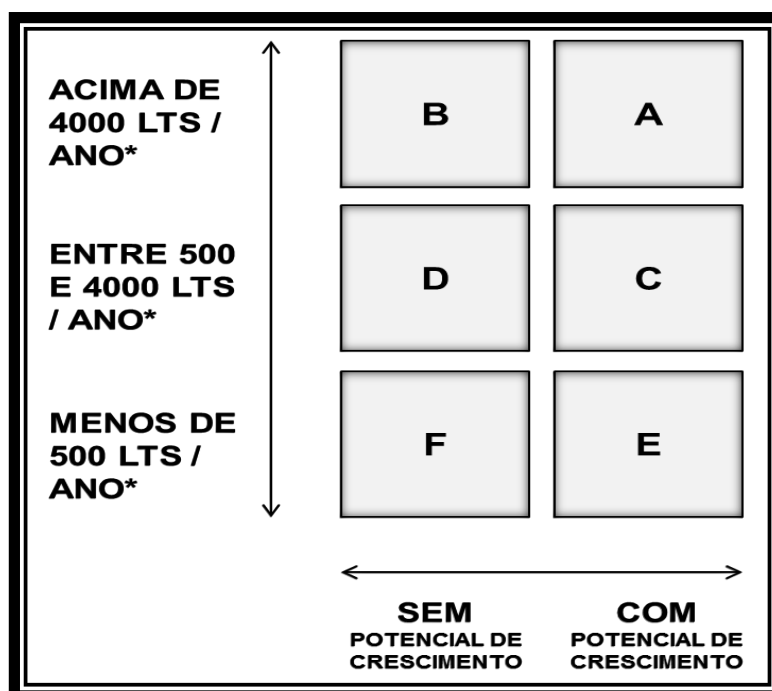 ACIMA DE
4000 LTS /
ANO*
B
A
ENTRE 500
E 4000 LTS
/ ANO*
D
C
MENOS DE
500 LTS /
ANO*
F
E
SEM
POTENCIAL DE
CRESCIMENTO
COM
POTENCIAL DE
CRESCIMENTO